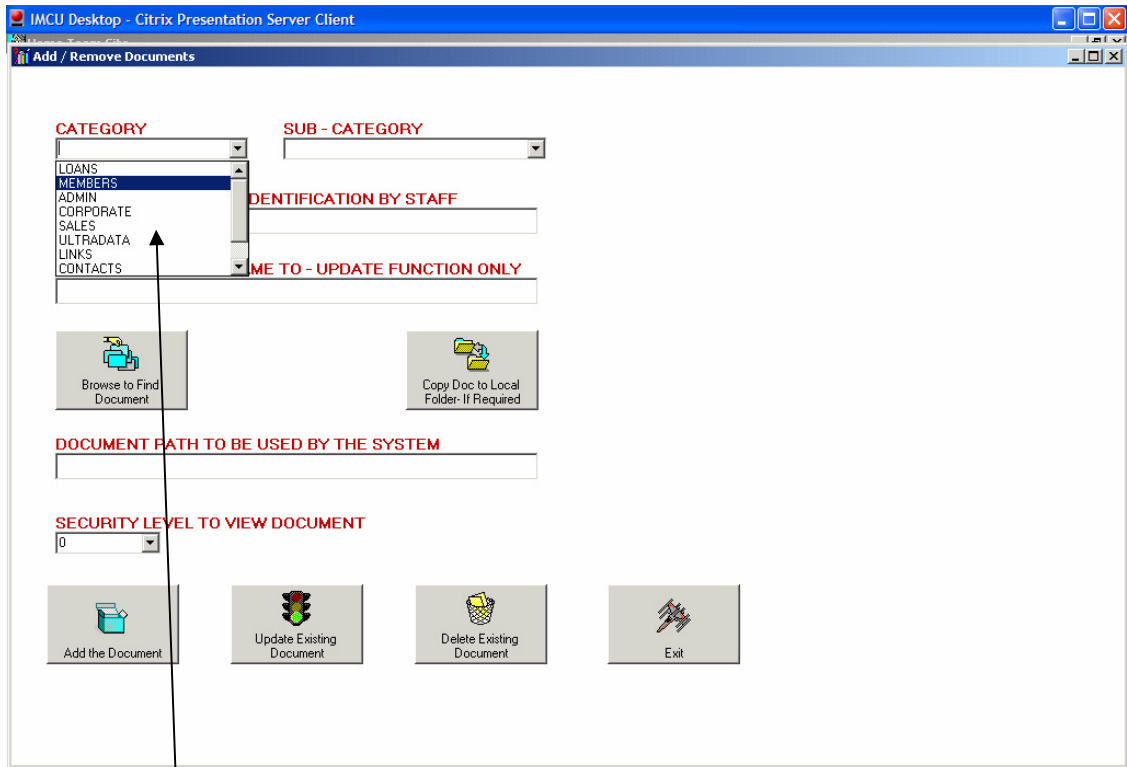 IMCU Desktop - Citrix Presentation Server Client
Add / Remove Documents
CATEGORY SUB - CATEGORY
LOANS
MEMBERS
ADMIN
CORPORATE
SALES
ULTRADATA
LINKS
CONTACTS
IDENTIFICATION BY STAFF
TO - UPDATE FUNCTION ONLY
Browse to Find
Document
Copy Doc to Local
Folder- If Required
DOCUMENT PATH TO BE USED BY THE SYSTEM
SECURITY LEVEL TO VIEW DOCUMENT
0
Add the Document
Update Existing
Document
Delete Existing
Document
Exit